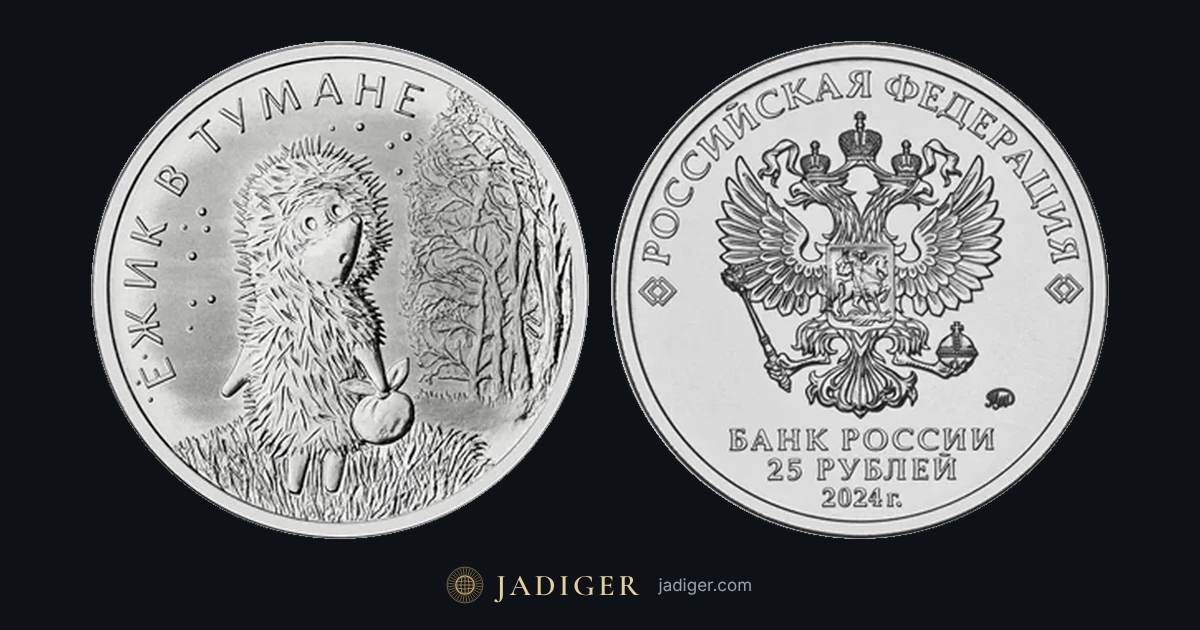 ЁЖИК В ТУМАНЕ
РОССИЙСКАЯ ФЕДЕРАЦИЯ
БАНК РОССИИ
25 РУБЛЕЙ
2024 г.
JADIGER jadiger.com